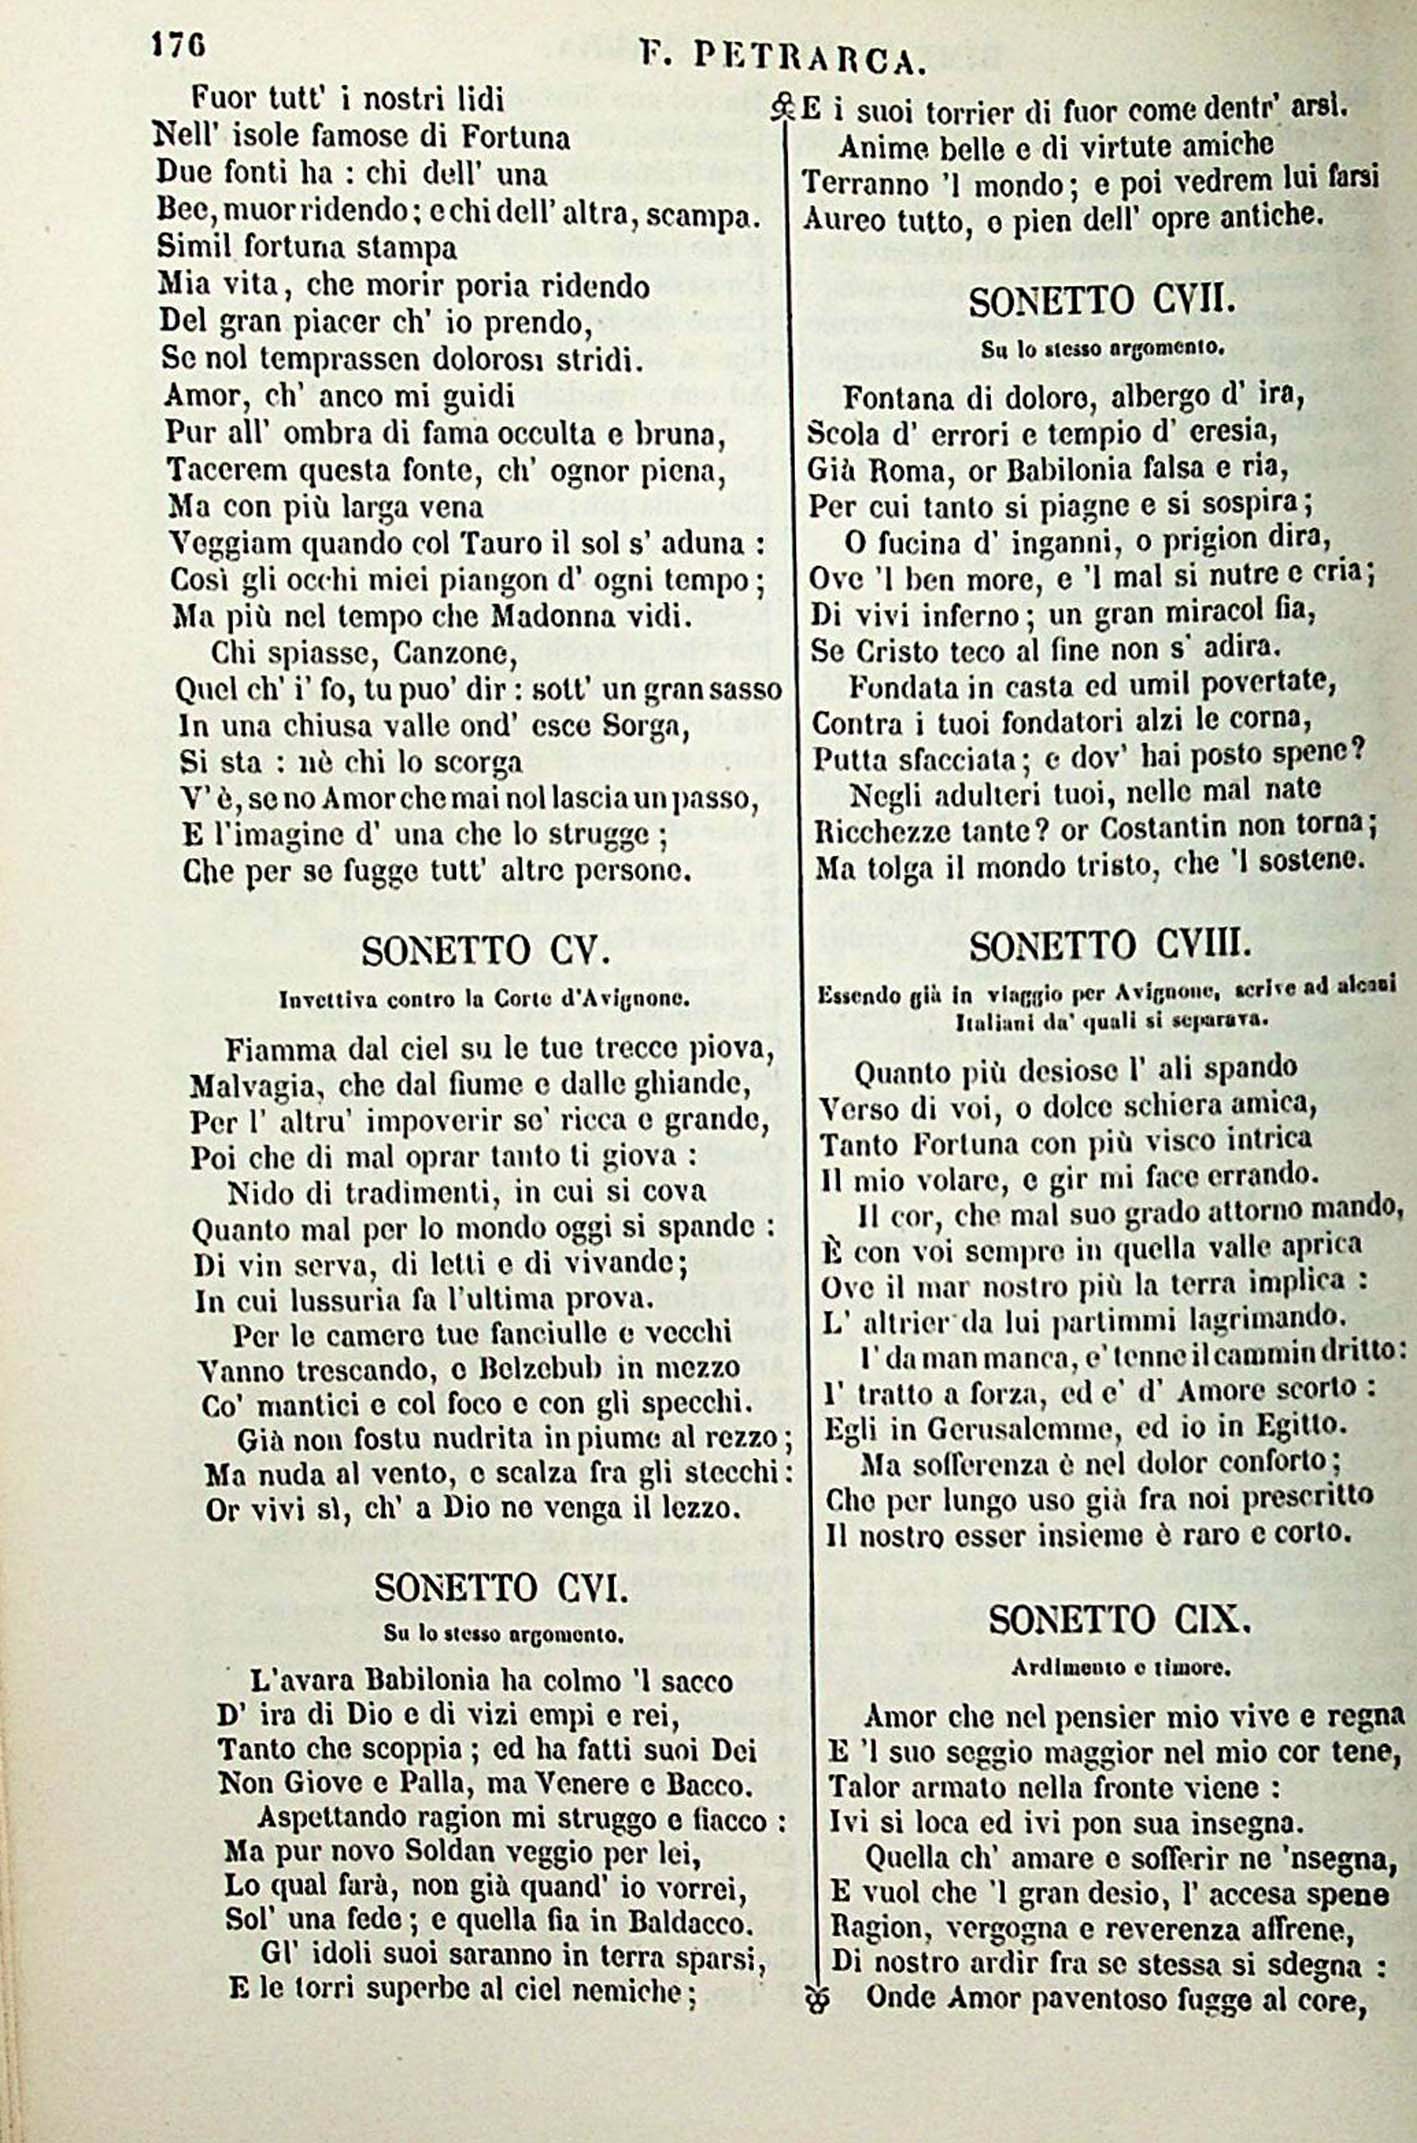 176
F. PETRARCA.
Fuor tutt' i nostri lidi
Nell' isole famose di Fortuna
Due fonti ha : chi dell' una
Bee, muor ridendo ; e chi dell' altra, scampa.
Simil fortuna stampa
Mia vita, che morir poria ridendo
Del gran piacer ch' io prendo,
Se nol temprassen dolorosi stridi.
Amor, ch' anco mi guidi
Pur all' ombra di fama occulta e bruna,
Tacerem questa fonte, ch' ognor piena,
Ma con più larga vena
Veggiam quando col Tauro il sol s' aduna :
Così gli occhi miei piangon d' ogni tempo ;
Ma più nel tempo che Madonna vidi.
Chi spiasse, Canzone,
Quel ch' i' fo, tu puo' dir : sott' un gran sasso
In una chiusa valle ond' esce Sorga,
Si sta : nè chi lo scorga
V' è, se no Amor che mai nol lascia un passo,
E l'imagine d' una che lo strugge ;
Che per se fugge tutt' altre persone.
SONETTO CV.
Invettiva contro la Corte d'Avignone.
Fiamma dal ciel su le tue trecce piova,
Malvagia, che dal fiume e dalle ghiande,
Per l' altru' impoverir se' ricca e grande,
Poi che di mal oprar tanto ti giova :
Nido di tradimenti, in cui si cova
Quanto mal per lo mondo oggi si spande :
Di vin serva, di letti e di vivande ;
In cui lussuria fa l'ultima prova.
Per le camere tue fanciulle e vecchi
Vanno trescando, e Belzebub in mezzo
Co' mantici e col foco e con gli specchi.
Già non fostu nudrita in piume al rezzo ;
Ma nuda al vento, e scalza fra gli stecchi :
Or vivi sì, ch' a Dio ne venga il lezzo.
SONETTO CVI.
Su lo stesso argomento.
L'avara Babilonia ha colmo 'l sacco
D' ira di Dio e di vizi empi e rei,
Tanto che scoppia ; ed ha fatti suoi Dei
Non Giove e Palla, ma Venere e Bacco.
Aspettando ragion mi struggo e fiacco :
Ma pur novo Soldan veggio per lei,
Lo qual farà, non già quand' io vorrei,
Sol' una fede ; e quella fia in Baldacco.
Gl' idoli suoi saranno in terra sparsi,
E le torri superbe al ciel nemiche ;
E i suoi torrier di fuor come dentr' arsi.
Anime belle e di virtute amiche
Terranno 'l mondo ; e poi vedrem lui farsi
Aureo tutto, e pien dell' opre antiche.
SONETTO CVII.
Su lo stesso argomento.
Fontana di dolore, albergo d' ira,
Scola d' errori e tempio d' eresia,
Già Roma, or Babilonia falsa e ria,
Per cui tanto si piagne e si sospira ;
O fucina d' inganni, o prigion dira,
Ove 'l ben more, e 'l mal si nutre e cria ;
Di vivi inferno ; un gran miracol fia,
Se Cristo teco al fine non s' adira.
Fundata in casta ed umil povertate,
Contra i tuoi fondatori alzi le corna,
Putta sfacciata ; e dov' hai posto spene?
Negli adulteri tuoi, nelle mal nate
Ricchezze tante? or Costantin non torna ;
Ma tolga il mondo tristo, che 'l sostene.
SONETTO CVIII.
Essendo già in viaggio per Avignone, scrive ad alcuni
Italiani da' quali si separava.
Quanto più desiose l' ali spando
Verso di voi, o dolce schiera amica,
Tanto Fortuna con più visco intrica
Il mio volare, e gir mi face errando.
Il cor, che mal suo grado attorno mando,
È con voi sempre in quella valle aprica
Ove il mar nostro più la terra implica :
L' altrier da lui partimmi lagrimando.
I' da man manca, e' tenne il cammin dritto :
I' tratto a forza, ed e' d' Amore scorto :
Egli in Gerusalemme, ed io in Egitto.
Ma sofferenza è nel dolor conforto ;
Che per lungo uso già fra noi prescritto
Il nostro esser insieme è raro e corto.
SONETTO CIX.
Ardimento e timore.
Amor che nel pensier mio vive e regna
E 'l suo seggio maggior nel mio cor tene,
Talor armato nella fronte viene :
Ivi si loca ed ivi pon sua insegna.
Quella ch' amare e sofferir ne 'nsegna,
E vuol che 'l gran desio, l' accesa spene
Ragion, vergogna e reverenza affrene,
Di nostro ardir fra se stessa si sdegna :
Onde Amor paventoso fugge al core,